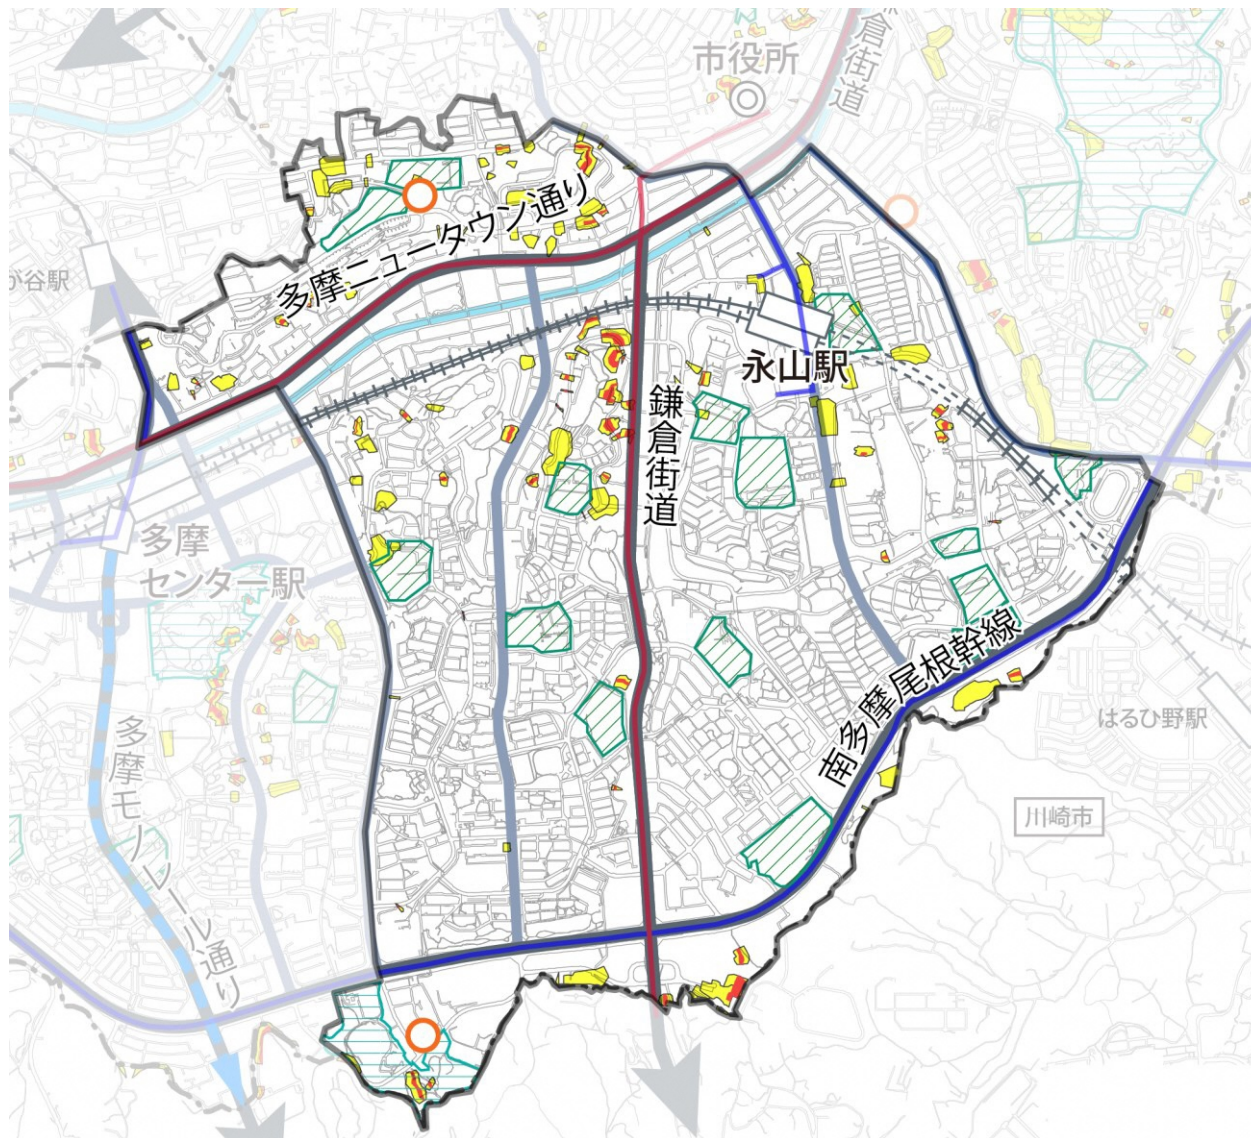 市役所
倉街道
が谷駅
多摩ニュータウン通り
永山駅
鎌倉街道
多摩
センター駅
南多摩尾根幹線
はるひ野駅
川崎市
多摩モノレール通り